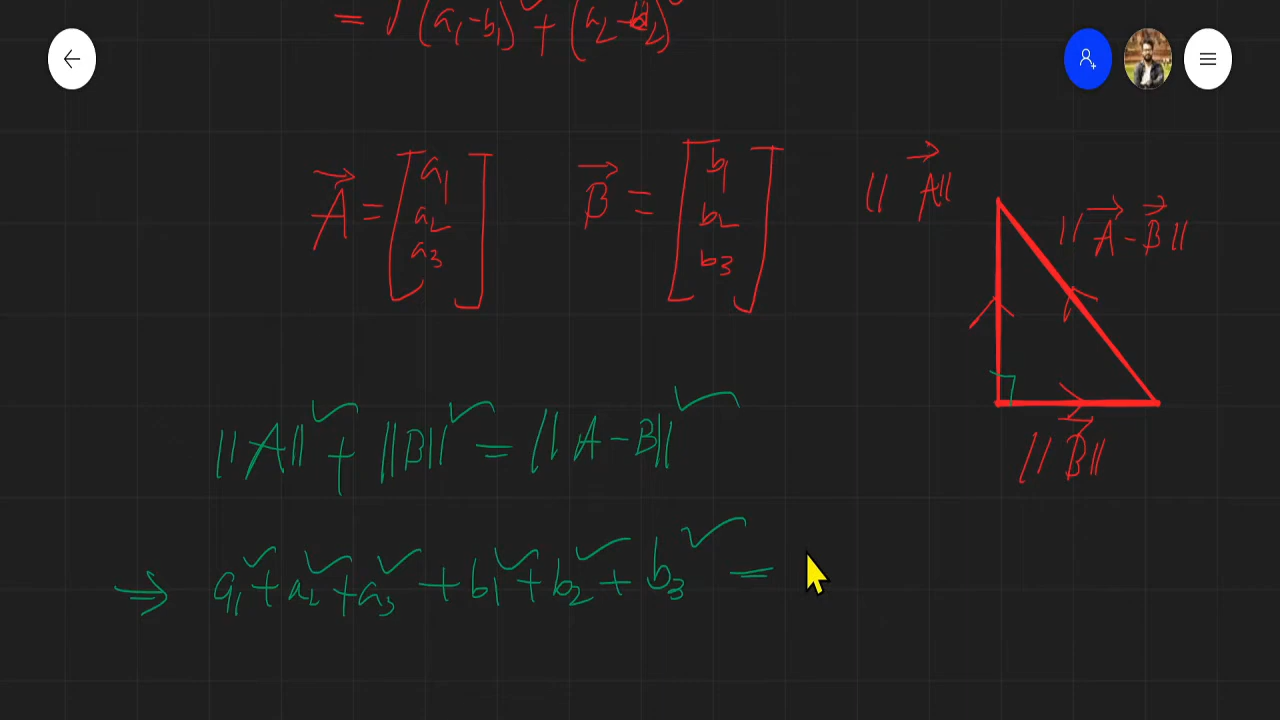 = √(a₁-b₁)² + (a₂-b₂)²
A⃗ = [a₁ a₂ a₃] B⃗ = [b₁ b₂ b₃]
||A⃗||
||A⃗ - B⃗||
||B⃗||
||A||² + ||B||² = ||A - B||²
⇒ a₁² + a₂² + a₃² + b₁² + b₂² + b₃² =